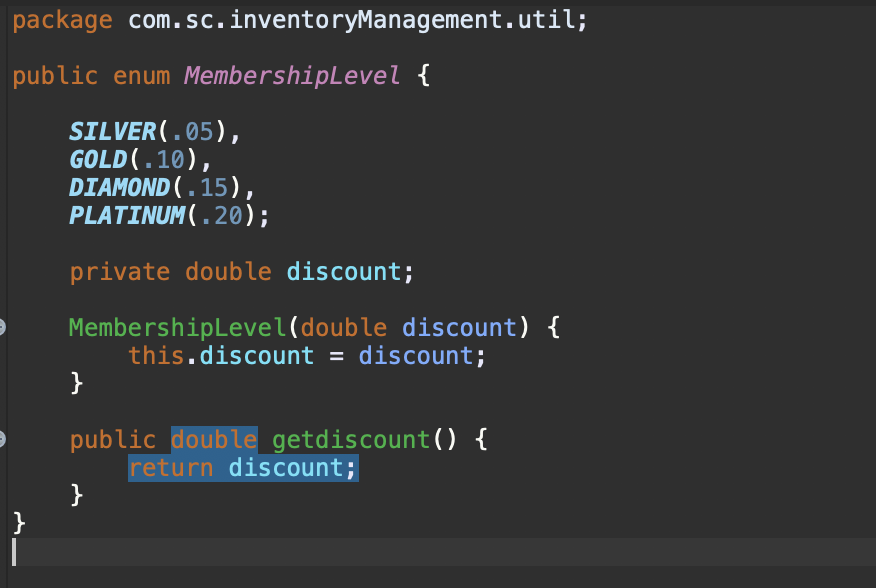 package com.sc.inventoryManagement.util;
public enum MembershipLevel {
SILVER(.05),
GOLD(.10),
DIAMOND(.15),
PLATINUM(.20);
private double discount;
MembershipLevel(double discount) {
this.discount = discount;
}
public double getdiscount() {
return discount;
}
}